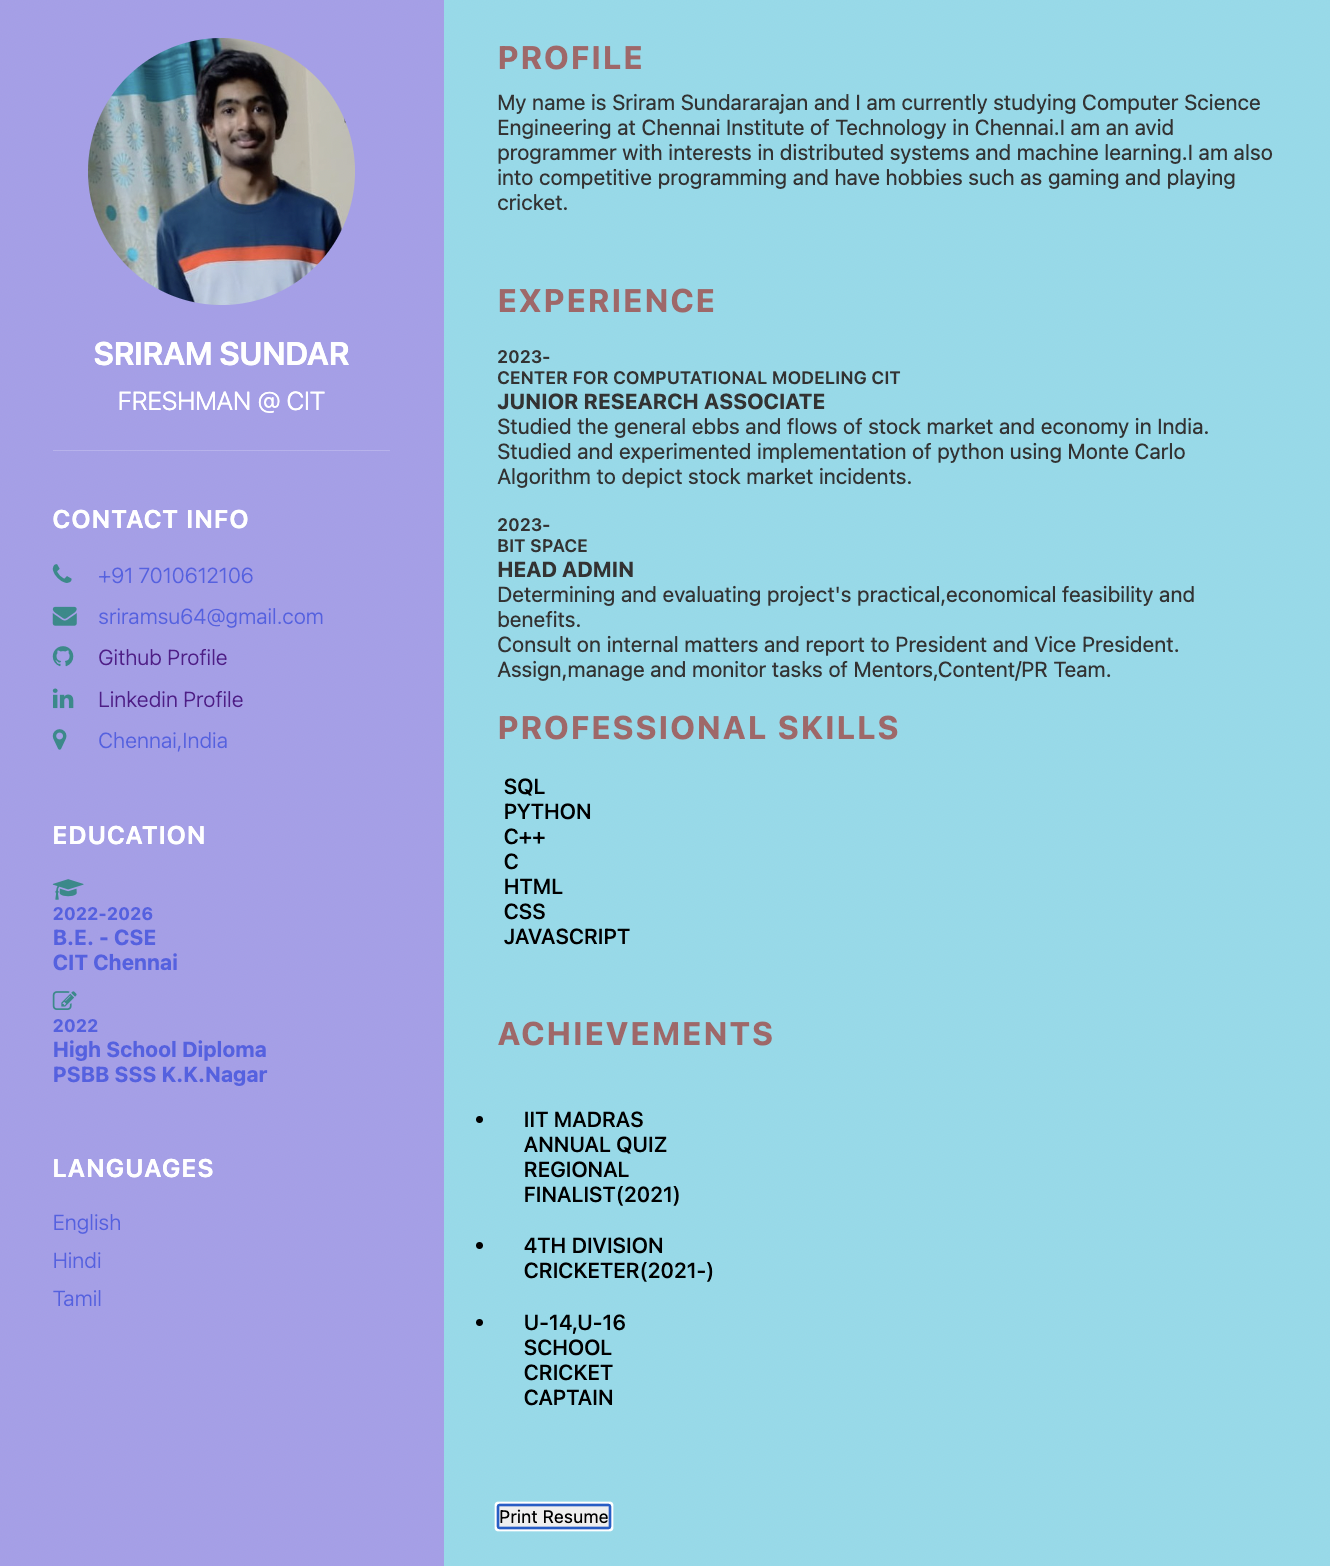 SRIRAM SUNDAR
FRESHMAN @ CIT
CONTACT INFO
+91 7010612106
sriramsu64@gmail.com
Github Profile
Linkedin Profile
Chennai,India
EDUCATION
2022-2026
B.E. - CSE
CIT Chennai
2022
High School Diploma
PSBB SSS K.K.Nagar
LANGUAGES
English
Hindi
Tamil
PROFILE
My name is Sriram Sundararajan and I am currently studying Computer Science
Engineering at Chennai Institute of Technology in Chennai.I am an avid
programmer with interests in distributed systems and machine learning.I am also
into competitive programming and have hobbies such as gaming and playing
cricket.
EXPERIENCE
2023-
CENTER FOR COMPUTATIONAL MODELING CIT
JUNIOR RESEARCH ASSOCIATE
Studied the general ebbs and flows of stock market and economy in India.
Studied and experimented implementation of python using Monte Carlo
Algorithm to depict stock market incidents.
2023-
BIT SPACE
HEAD ADMIN
Determining and evaluating project's practical,economical feasibility and
benefits.
Consult on internal matters and report to President and Vice President.
Assign,manage and monitor tasks of Mentors,Content/PR Team.
PROFESSIONAL SKILLS
SQL
PYTHON
C++
C
HTML
CSS
JAVASCRIPT
ACHIEVEMENTS
• IIT MADRAS
ANNUAL QUIZ
REGIONAL
FINALIST(2021)
• 4TH DIVISION
CRICKETER(2021-)
• U-14,U-16
SCHOOL
CRICKET
CAPTAIN
Print Resume